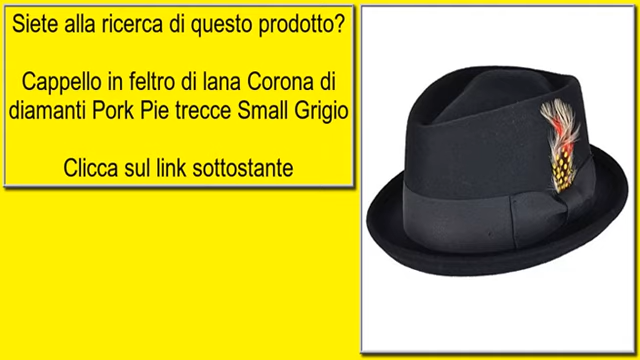 Siete alla ricerca di questo prodotto?
Cappello in feltro di lana Corona di
diamanti Pork Pie trecce Small Grigio
Clicca sul link sottostante